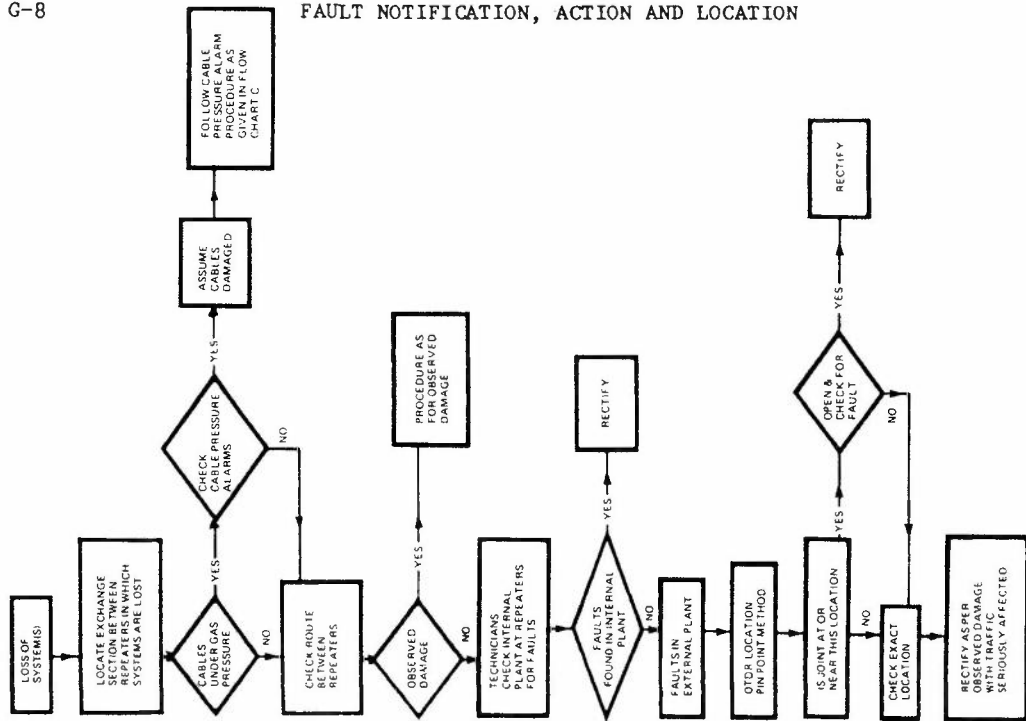 G-8
FAULT NOTIFICATION, ACTION AND LOCATION
LOSS OF
SYSTEM(S)
LOCATE EXCHANGE
SECTION BETWEEN
REPEATERS IN WHICH
SYSTEMS ARE LOST
CABLES
UNDER GAS
PRESSURE
YES
NO
CHECK
CABLE PRESSURE
ALARMS
YES
NO
ASSUME
CABLES
DAMAGED
FOLLOW CABLE
PRESSURE ALARM
PROCEDURE AS
GIVEN IN FLOW
CHART C
CHECK ROUTE
BETWEEN
REPEATERS
OBSERVED
DAMAGE
YES
NO
PROCEDURE AS
FOR OBSERVED
DAMAGE
TECHNICIANS
CHECK INTERNAL
PLANT AT REPEATERS
FOR FAULTS
FAULTS
FOUND IN INTERNAL
PLANT
YES
NO
RECTIFY
FAULTS IN
EXTERNAL PLANT
OTDR LOCATION
PIN POINT METHOD
IS JOINT AT OR
NEAR THIS LOCATION
YES
NO
OPEN &
CHECK FOR
FAULT
YES
NO
RECTIFY
CHECK EXACT
LOCATION
RECTIFY AS PER
OBSERVED DAMAGE
WITH TRAFFIC
SERIOUSLY AFFECTED